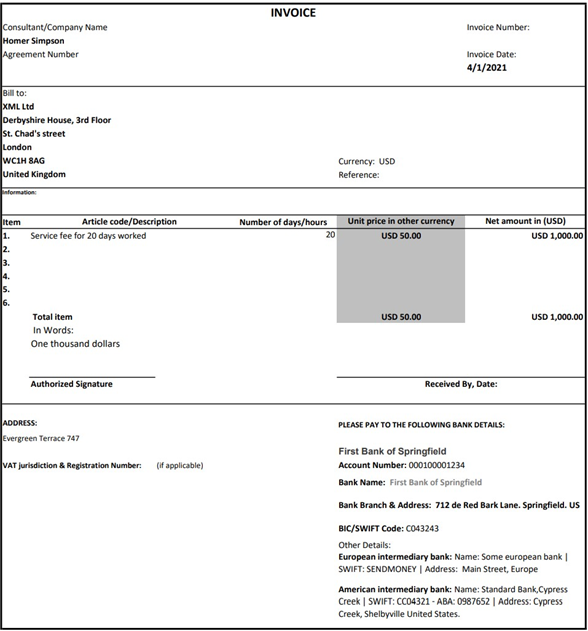 INVOICE
Consultant/Company Name
Invoice Number:
Homer Simpson
Agreement Number
Invoice Date:
4/1/2021
Bill to:
XML Ltd
Derbyshire House, 3rd Floor
St. Chad's street
London
WC1H 8AG
Currency: USD
United Kingdom
Reference:
Information:
Item Article code/Description Number of days/hours Unit price in other currency Net amount in (USD)
1. Service fee for 20 days worked 20 USD 50.00 USD 1,000.00
2.
3.
4.
5.
6.
Total item USD 50.00 USD 1,000.00
In Words:
One thousand dollars
Authorized Signature Received By, Date:
ADDRESS:
Evergreen Terrace 747
VAT jurisdiction & Registration Number: (if applicable)
PLEASE PAY TO THE FOLLOWING BANK DETAILS:
First Bank of Springfield
Account Number: 000100001234
Bank Name: First Bank of Springfield
Bank Branch & Address: 712 de Red Bark Lane. Springfield. US
BIC/SWIFT Code: C043243
Other Details:
European intermediary bank: Name: Some european bank |
SWIFT: SENDMONEY | Address: Main Street, Europe
American intermediary bank: Name: Standard Bank,Cypress
Creek | SWIFT: CC04321 - ABA: 0987652 | Address: Cypress
Creek, Shelbyville United States.